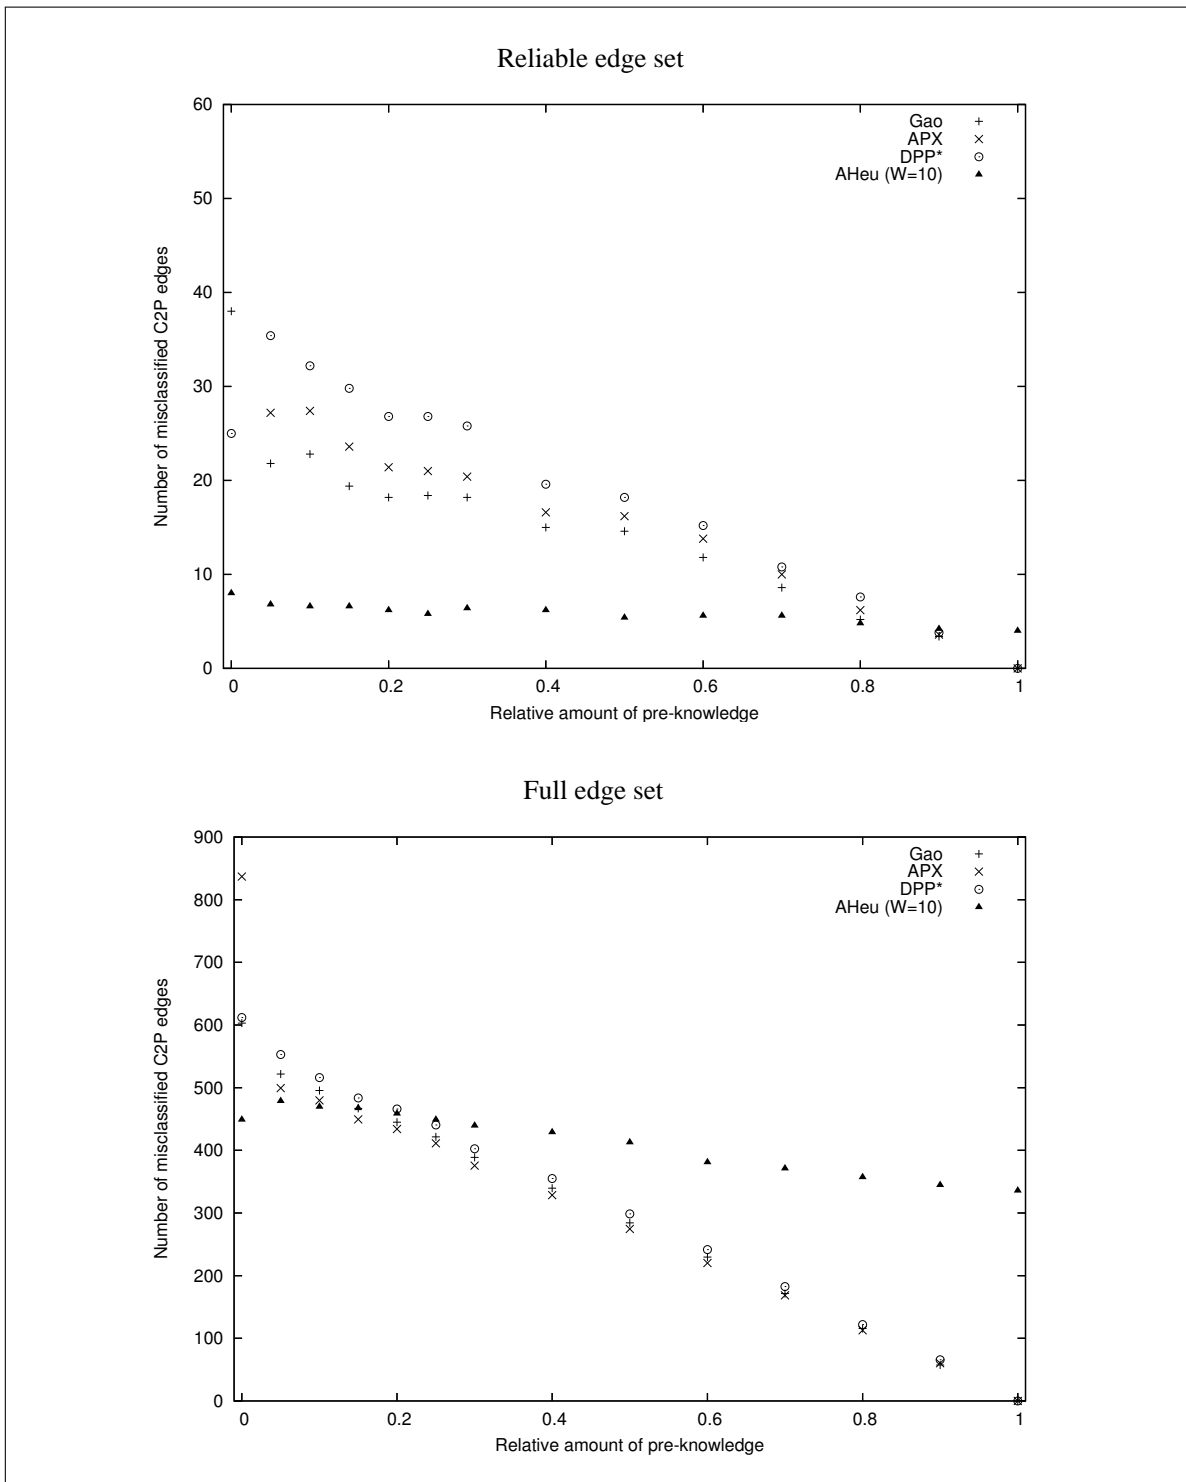 Reliable edge set
60
50
40
30
20
10
0
Number of misclassified C2P edges
Gao
APX
DPP*
AHeu (W=10)
0 0.2 0.4 0.6 0.8 1
Relative amount of pre-knowledge
Full edge set
900
800
700
600
500
400
300
200
100
0
Number of misclassified C2P edges
Gao
APX
DPP*
AHeu (W=10)
0 0.2 0.4 0.6 0.8 1
Relative amount of pre-knowledge